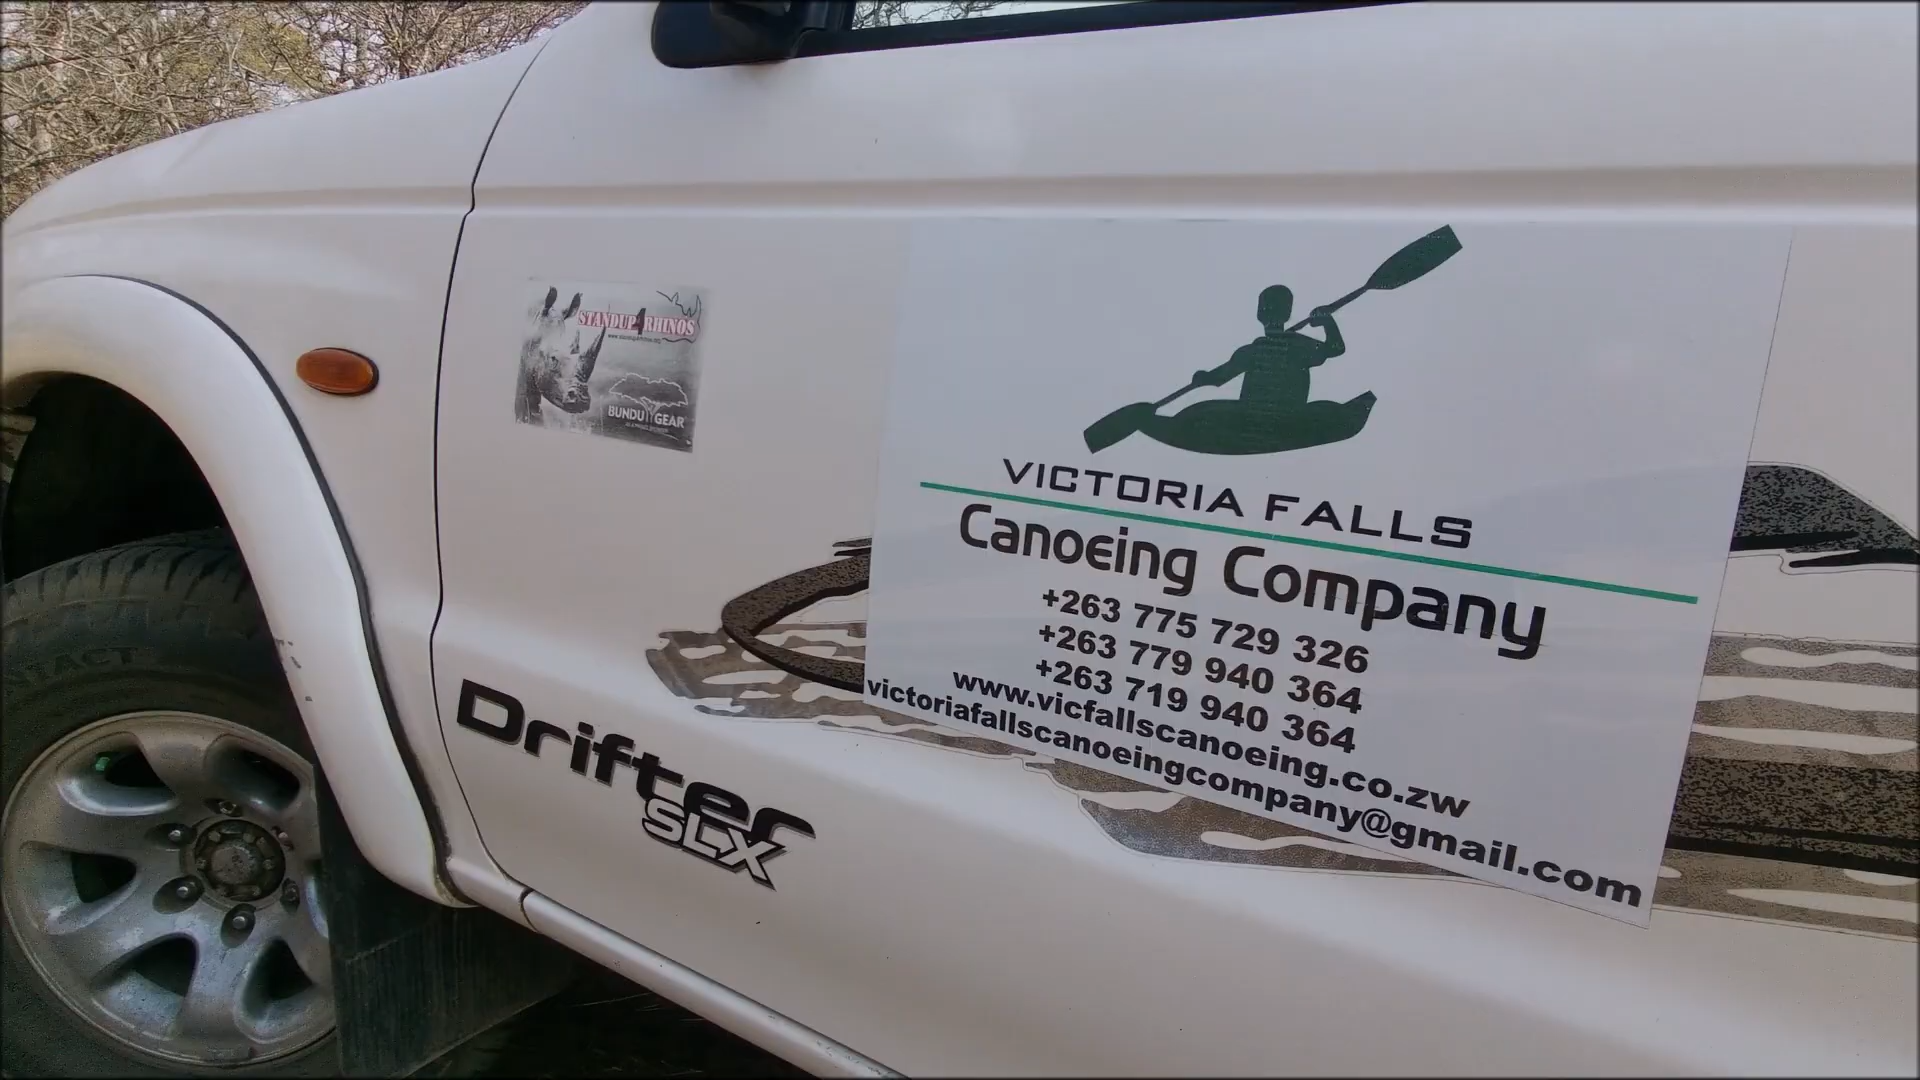 STANDUP4RHINOS
BUNDU GEAR
VICTORIA FALLS
Canoeing Company
+263 775 729 326
+263 779 940 364
+263 719 940 364
www.vicfallscanoeing.co.zw
victoriafallscanoeingcompany@gmail.com
Drifter
SLX